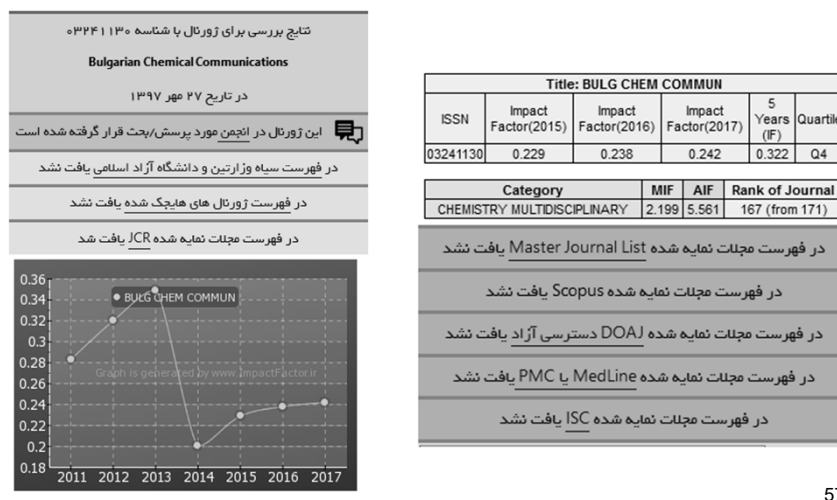 نتایج بررسی برای ژورنال با شناسه ۰۳۲۴۱۱۳۰
Bulgarian Chemical Communications
در تاریخ ۲۷ مهر ۱۳۹۷
این ژورنال در انجمن مورد پرسش/بحث قرار گرفته شده است
در فهرست سیاه وزارتین و دانشگاه آزاد اسلامی یافت نشد
در فهرست ژورنال های هایجک شده یافت نشد
در فهرست مجلات نمایه شده JCR یافت شد
BULG CHEM COMMUN
0.36
0.34
0.32
0.3
0.28
0.26
0.24
0.22
0.2
0.18
Graph is generated by www.ImpactFactor.ir
2011 2012 2013 2014 2015 2016 2017
Title: BULG CHEM COMMUN
ISSN Impact Factor(2015) Impact Factor(2016) Impact Factor(2017) 5 Years (IF) Quartile
03241130 0.229 0.238 0.242 0.322 Q4
Category MIF AIF Rank of Journal
CHEMISTRY MULTIDISCIPLINARY 2.199 5.561 167 (from 171)
در فهرست مجلات نمایه شده Master Journal List یافت نشد
در فهرست مجلات نمایه شده Scopus یافت نشد
در فهرست مجلات نمایه شده DOAJ دسترسی آزاد یافت نشد
در فهرست مجلات نمایه شده MedLine یا PMC یافت نشد
در فهرست مجلات نمایه شده ISC یافت نشد